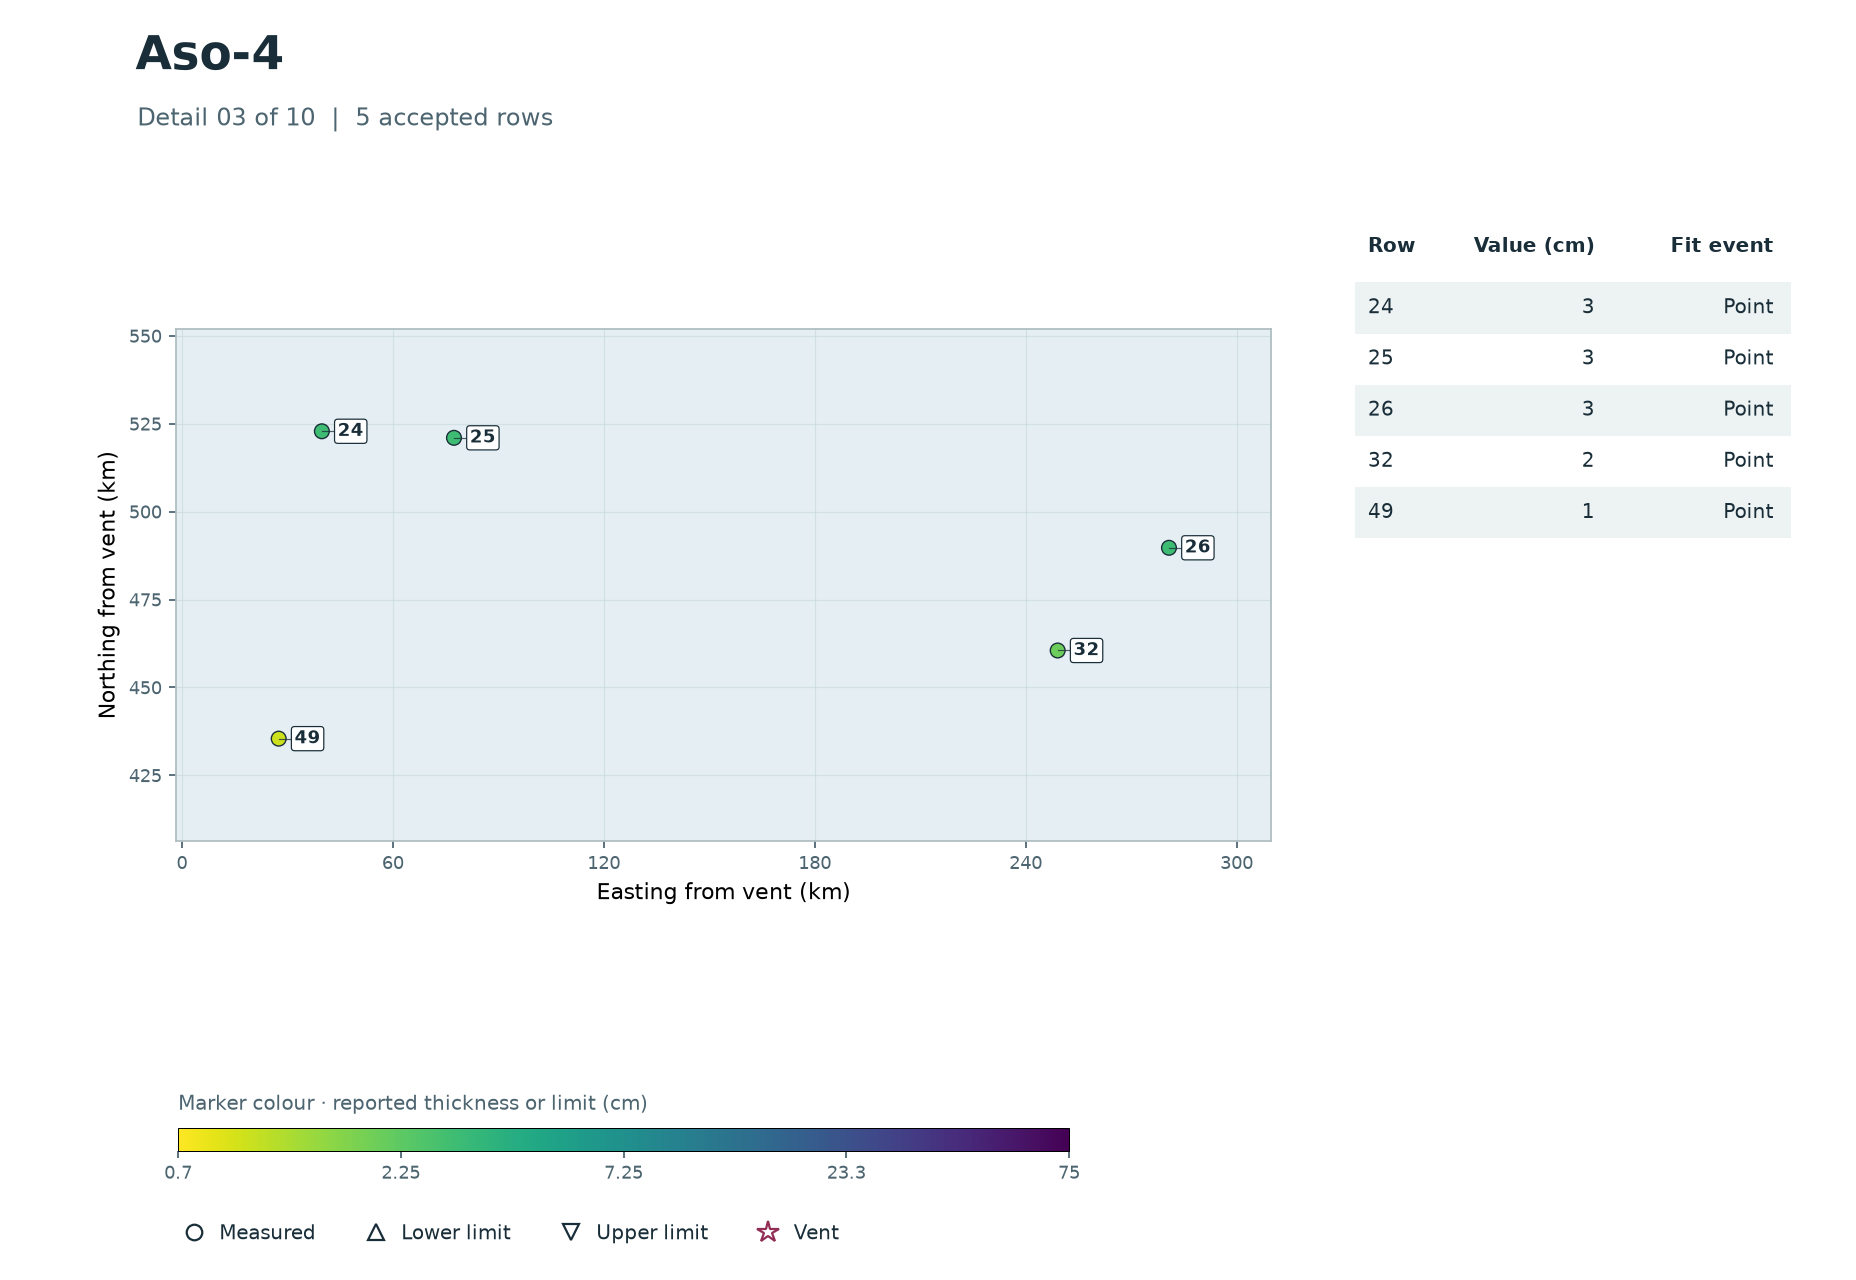 Aso-4
Detail 03 of 10 | 5 accepted rows
Row Value (cm) Fit event
24 3 Point
25 3 Point
26 3 Point
32 2 Point
49 1 Point
Northing from vent (km)
550
525
500
475
450
425
24
25
26
32
49
0 60 120 180 240 300
Easting from vent (km)
Marker colour · reported thickness or limit (cm)
0.7 2.25 7.25 23.3 75
Measured Lower limit Upper limit Vent